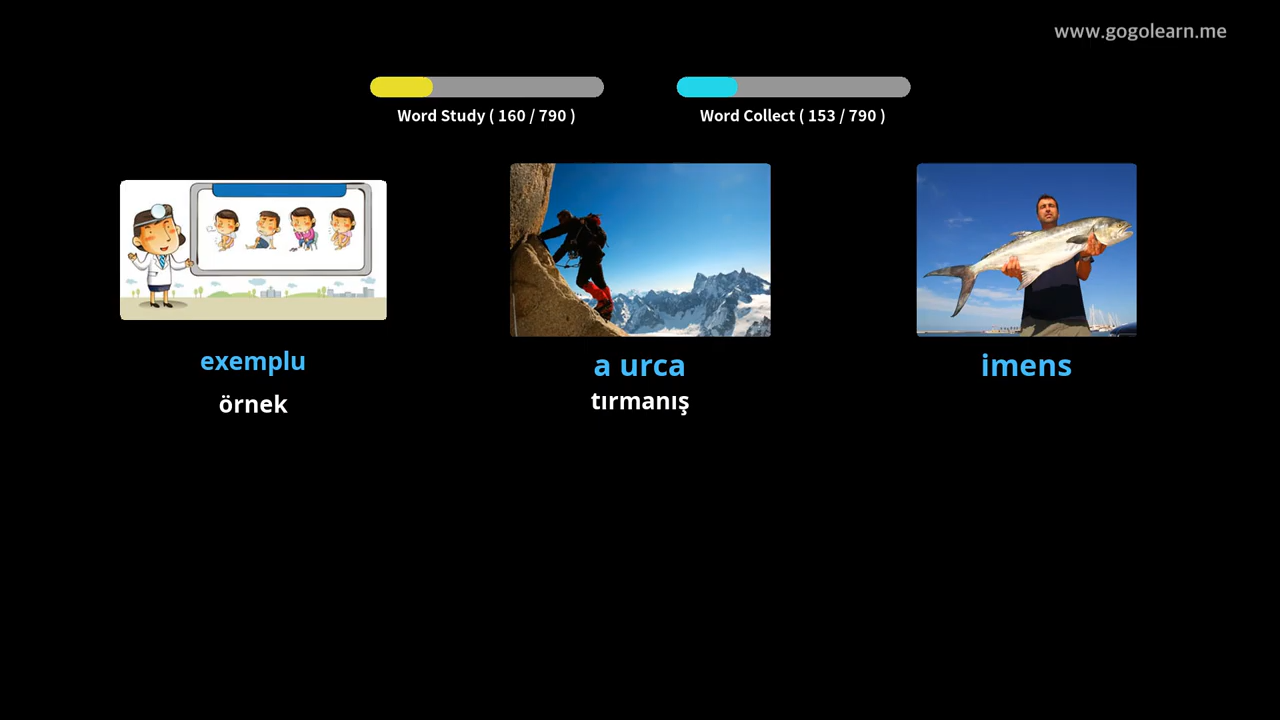 www.gogolearn.me
Word Study ( 160 / 790 )
Word Collect ( 153 / 790 )
exemplu
örnek
a urca
tırmanış
imens